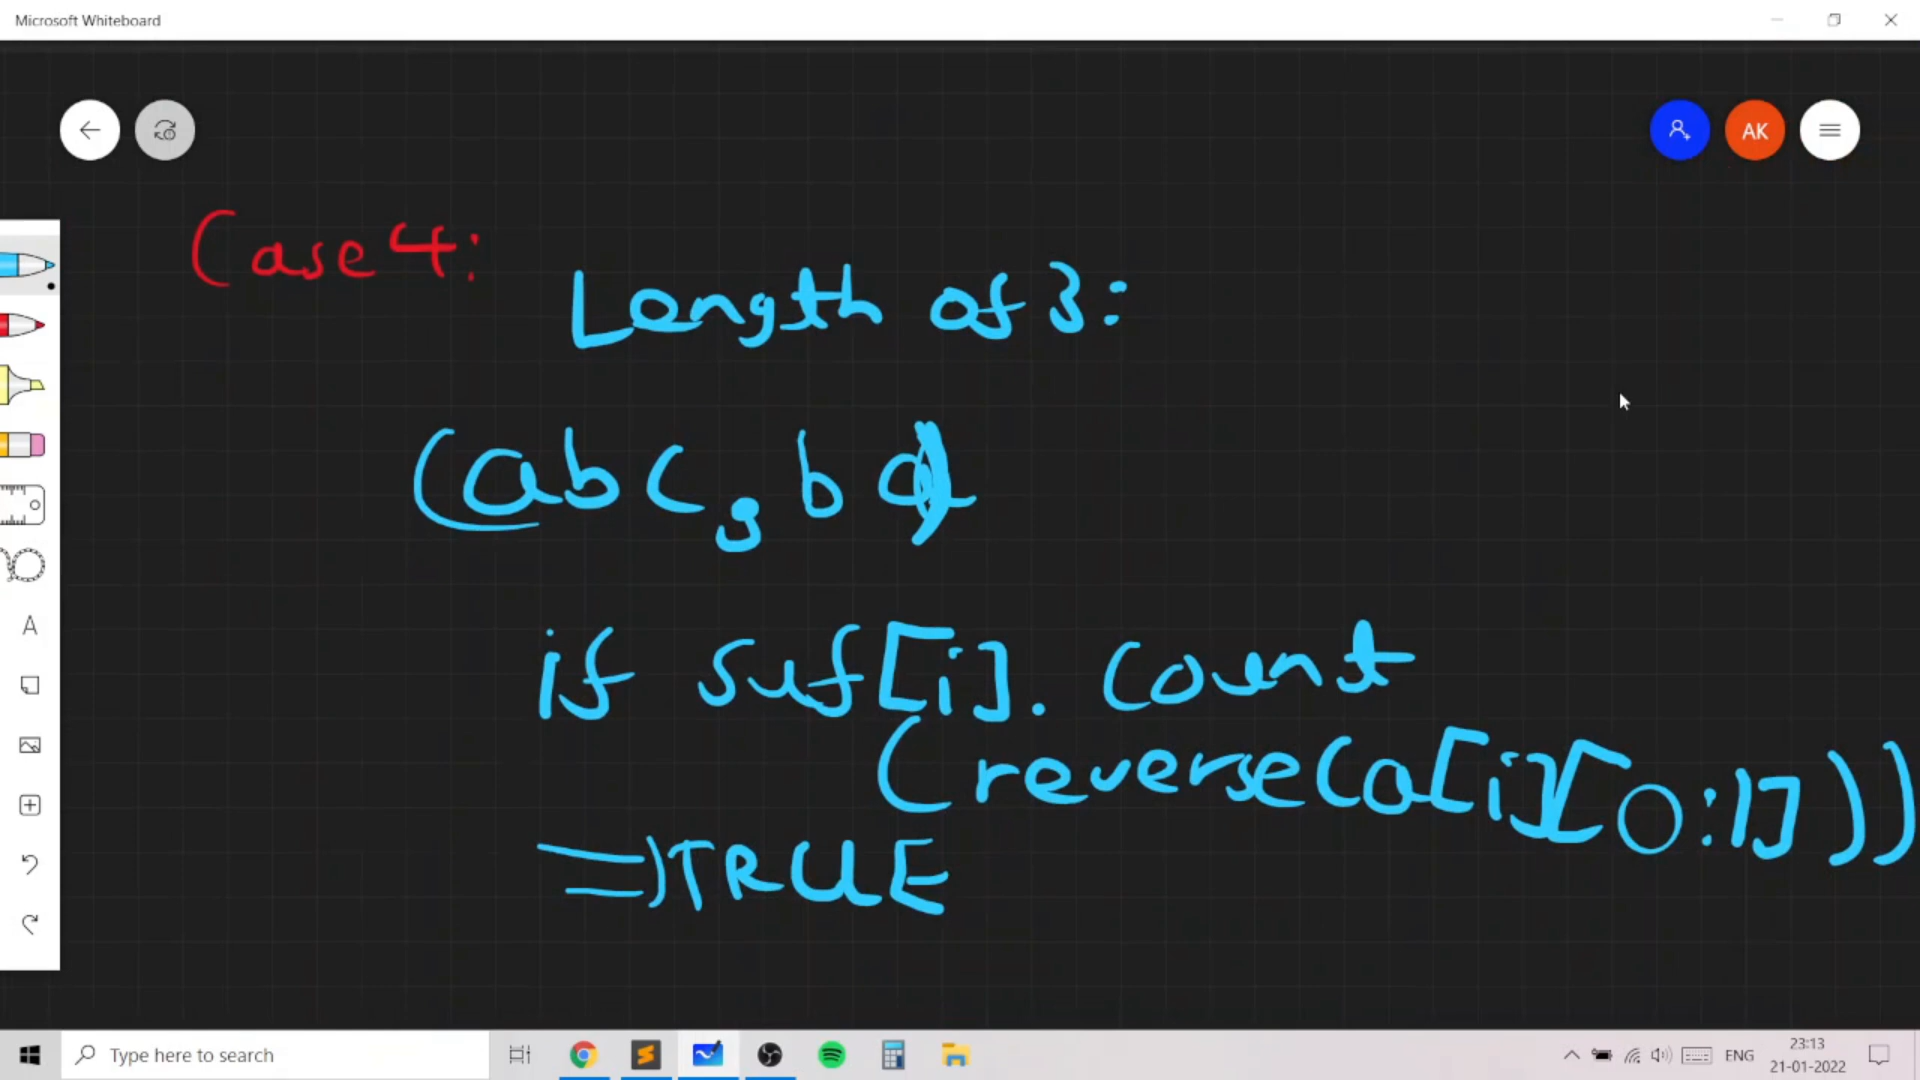 Microsoft Whiteboard
AK
Case 4:
Length of 3:
(abc, ba)
if suf[i]. count
(reverse(a[i][0:1]))
=)TRUE
A
Type here to search
ENG
23:13
21-01-2022